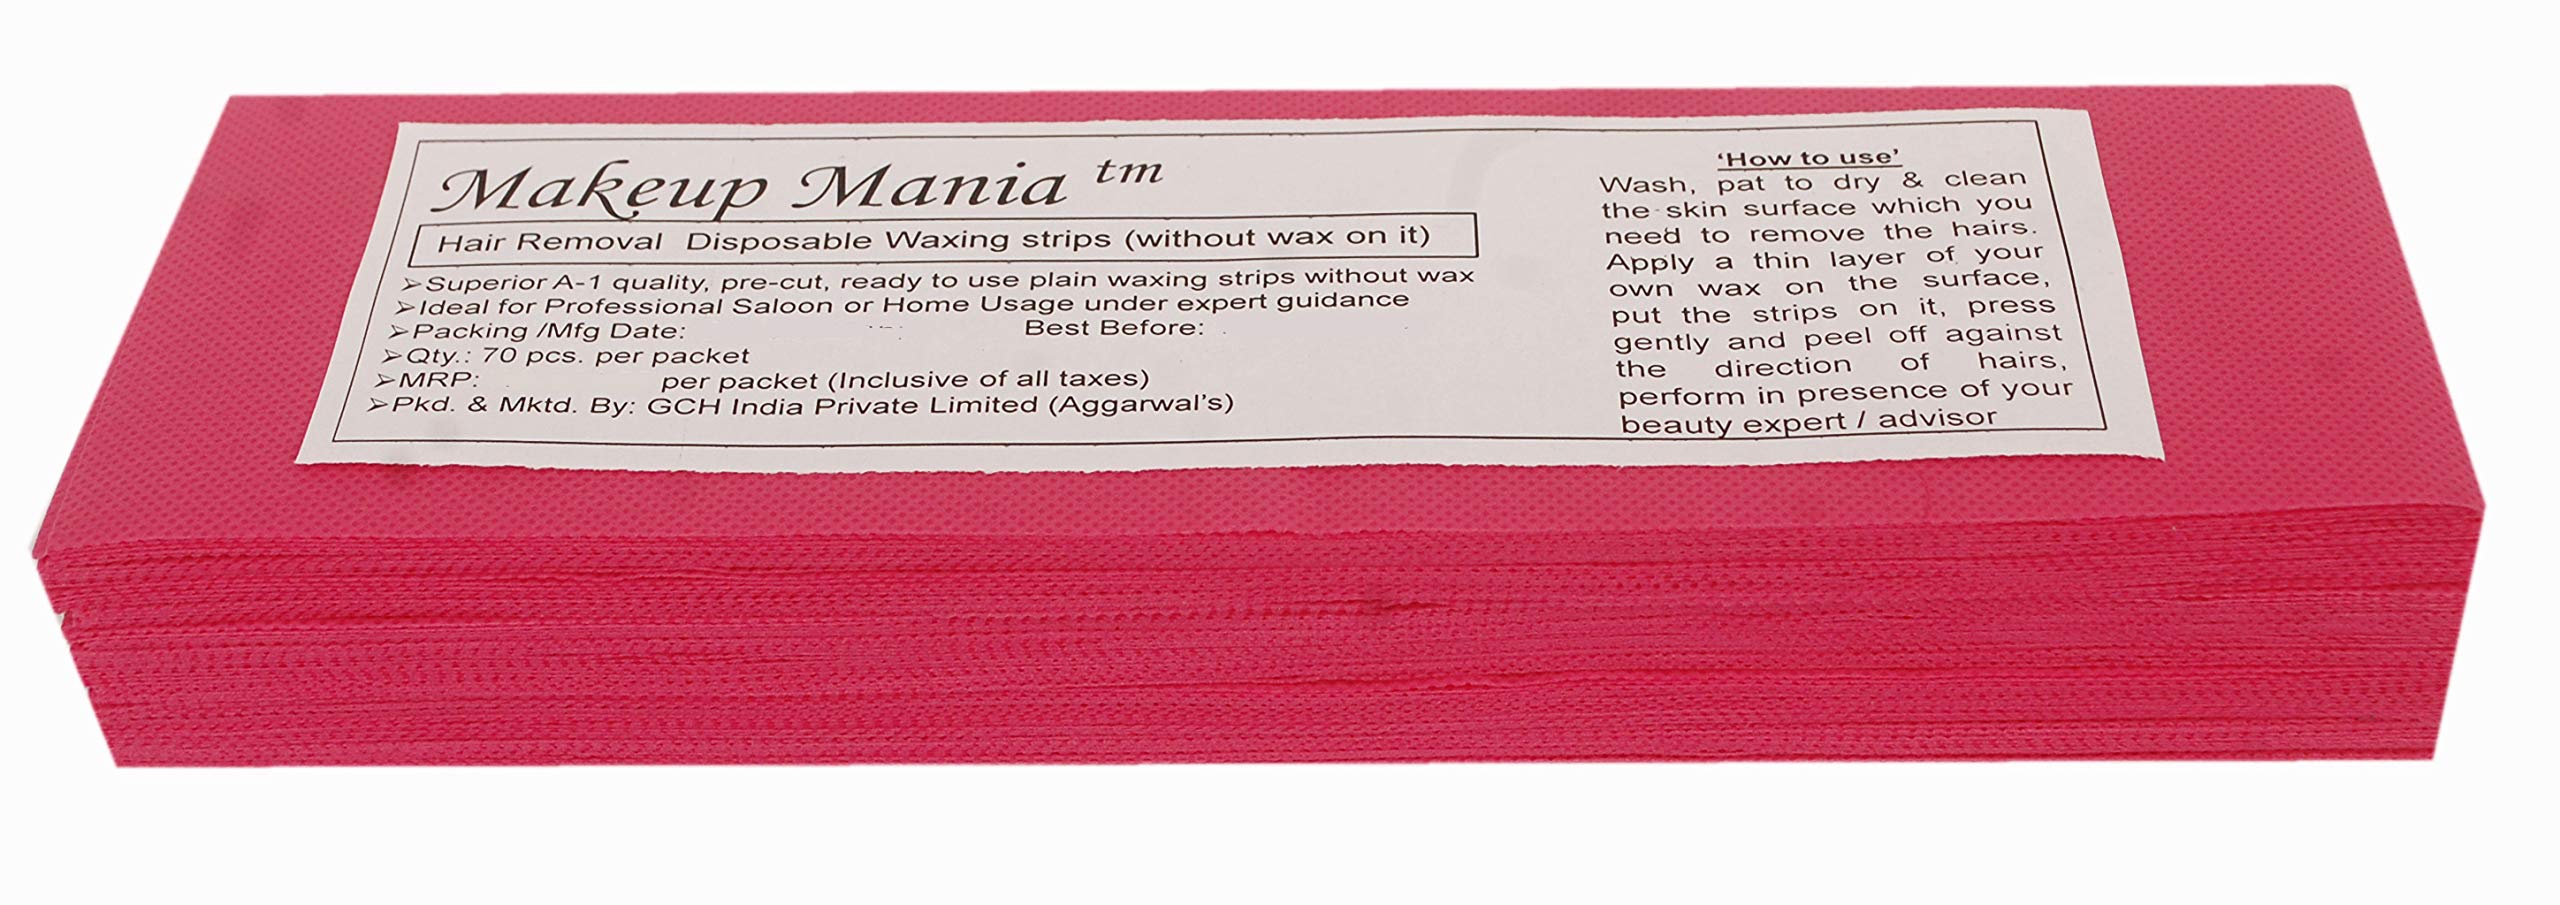 Makeup Mania tm
Hair Removal Disposable Waxing strips (without wax on it)
➢Superior A-1 quality, pre-cut, ready to use plain waxing strips without wax
➢Ideal for Professional Saloon or Home Usage under expert guidance
➢Packing /Mfg Date: Best Before:
➢Qty.: 70 pcs. per packet
➢MRP: per packet (Inclusive of all taxes)
➢Pkd. & Mktd. By: GCH India Private Limited (Aggarwal's)
'How to use'
Wash, pat to dry & clean
the skin surface which you
need to remove the hairs.
Apply a thin layer of your
own wax on the surface,
put the strips on it, press
gently and peel off against
the direction of hairs,
perform in presence of your
beauty expert / advisor